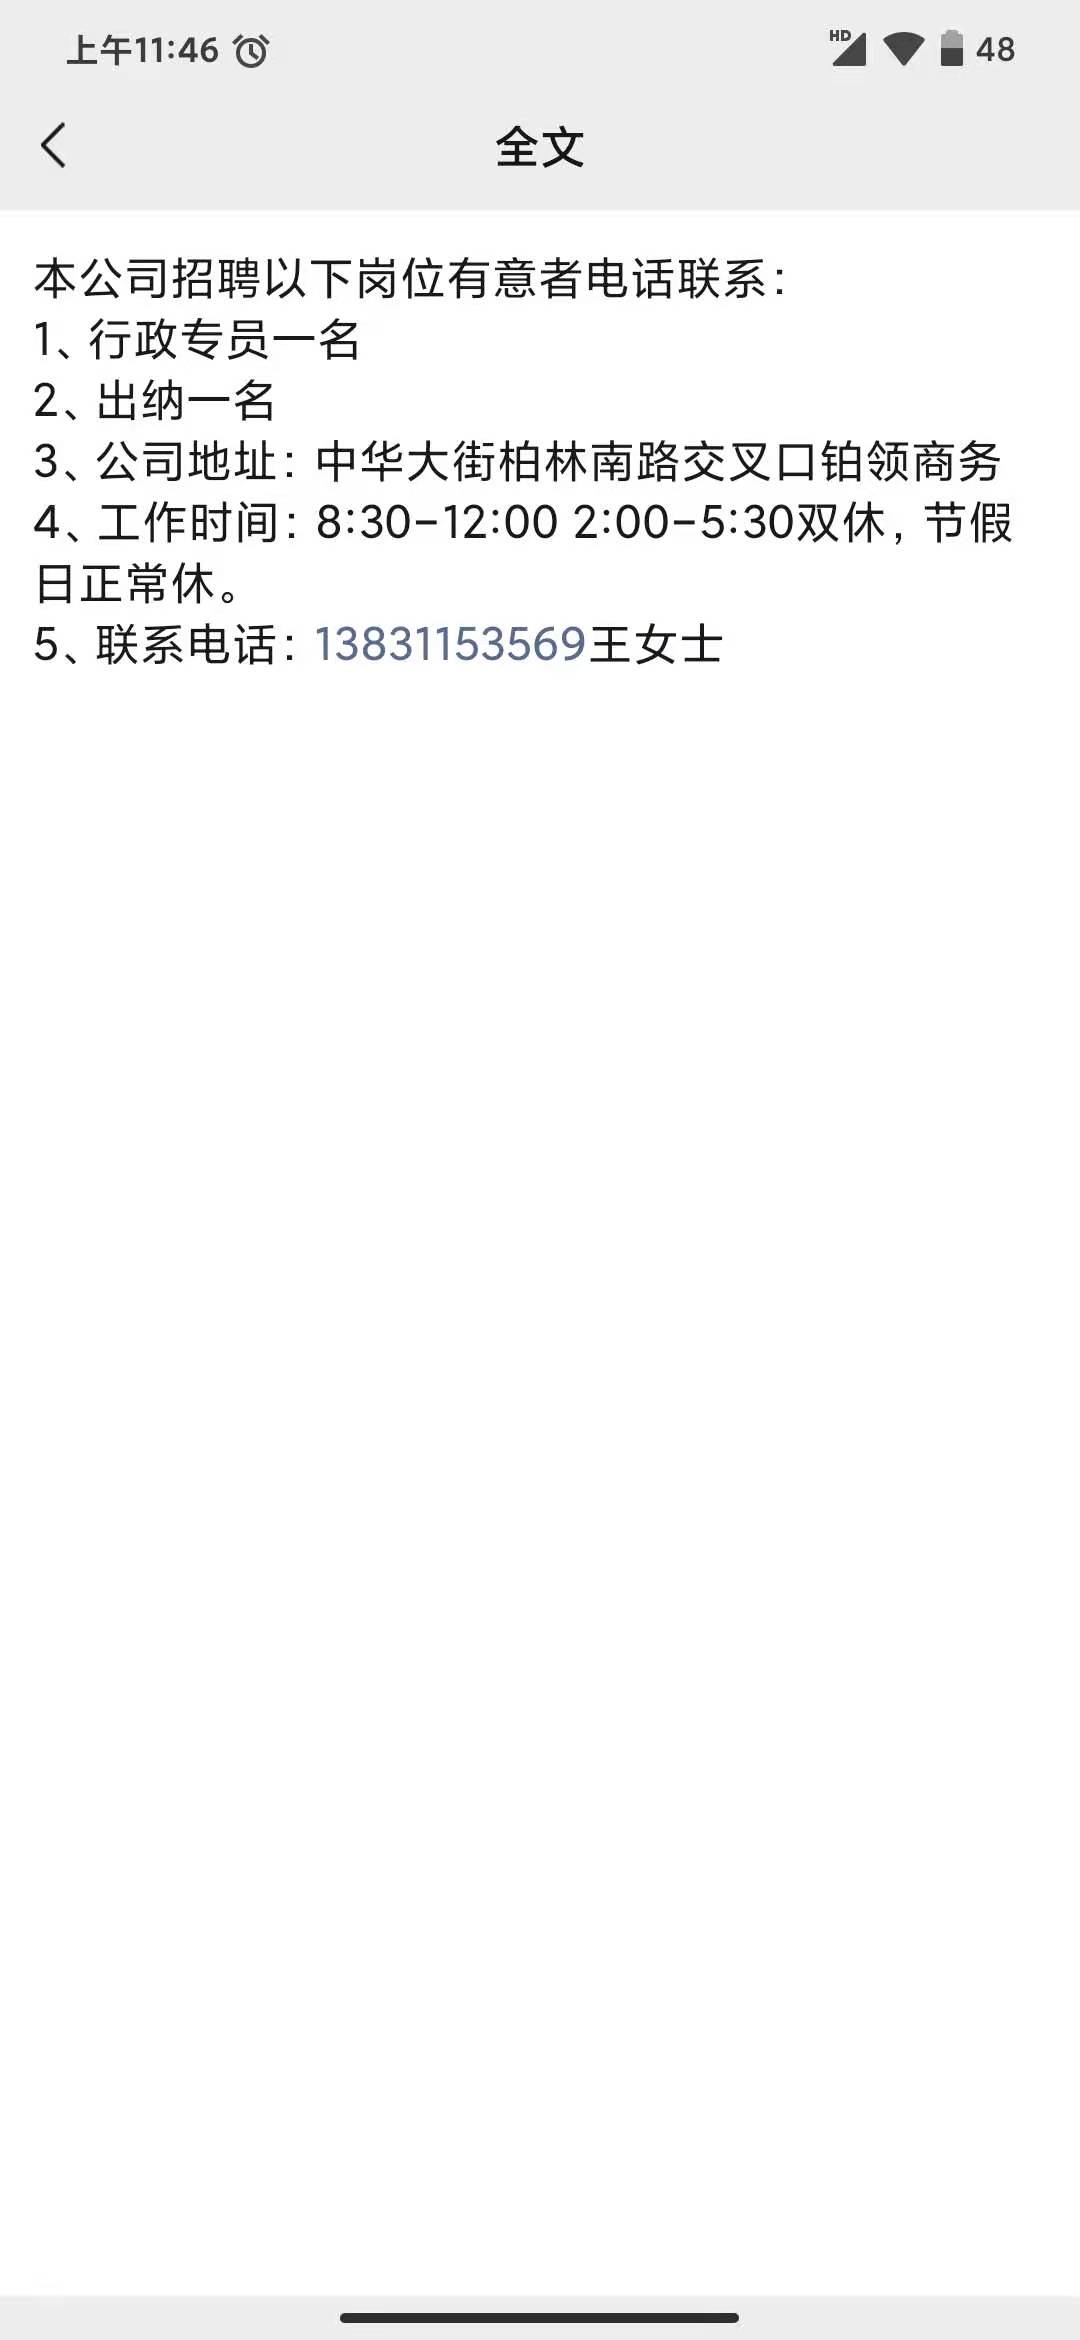 上午11:46
HD
48
全文
本公司招聘以下岗位有意者电话联系：
1、行政专员一名
2、出纳一名
3、公司地址：中华大街柏林南路交叉口铂领商务
4、工作时间：8:30-12:00 2:00-5:30双休，节假
日正常休。
5、联系电话：13831153569王女士